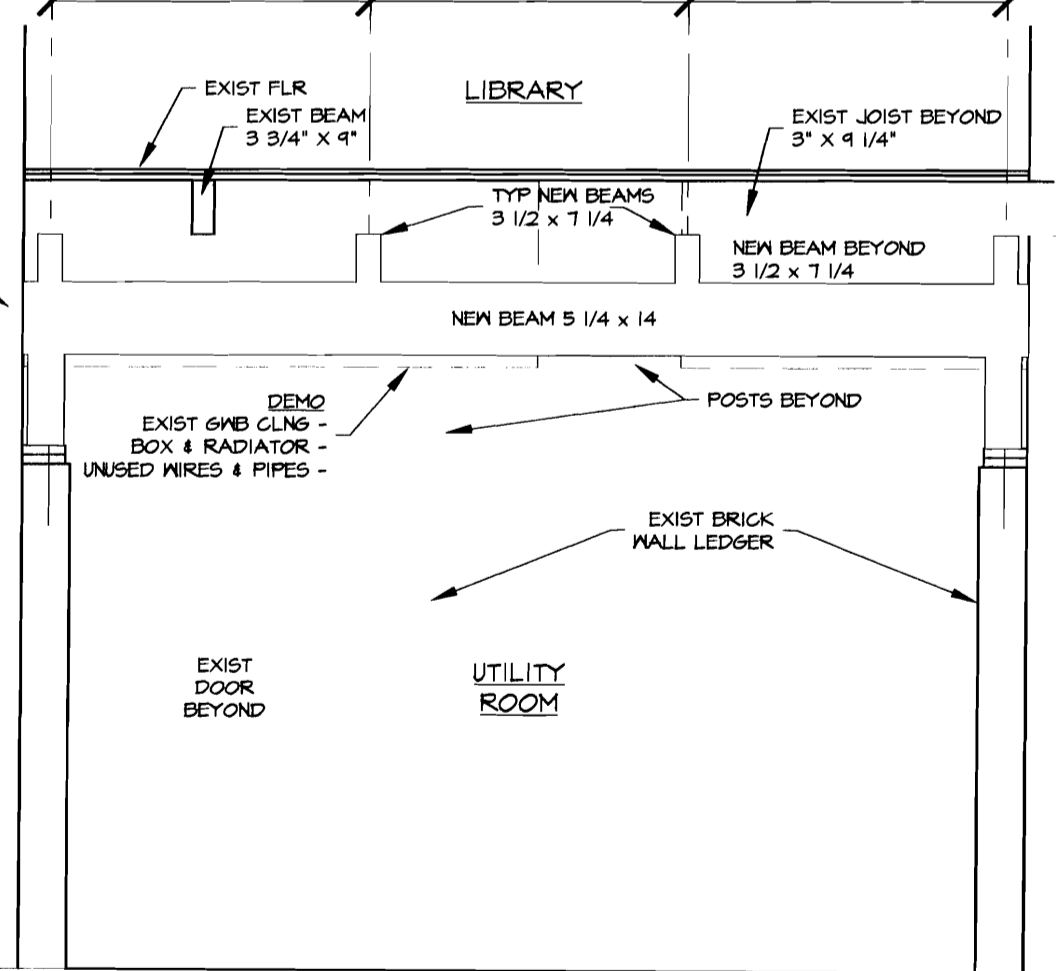 EXIST FLR
LIBRARY
EXIST BEAM
3 3/4" X 9"
EXIST JOIST BEYOND
3" X 9 1/4"
TYP NEW BEAMS
3 1/2 x 7 1/4
NEW BEAM BEYOND
3 1/2 x 7 1/4
NEW BEAM 5 1/4 x 14
DEMO
EXIST GWB CLNG -
BOX & RADIATOR -
UNUSED WIRES & PIPES -
POSTS BEYOND
EXIST BRICK
WALL LEDGER
EXIST
DOOR
BEYOND
UTILITY
ROOM